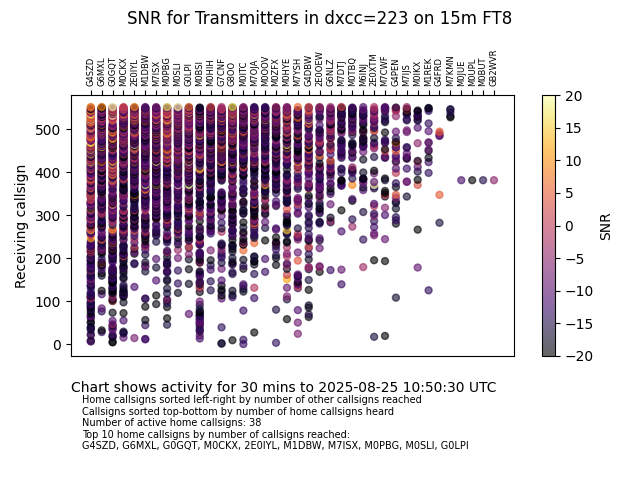 SNR for Transmitters in dxcc=223 on 15m FT8
G4SZD G6MXL G0GQT M0CKX 2E0IYL M1DBW M7ISX M0PBG M0SLI G0LPI M0BSI M0HIH G7CNF G8OO M0ITC M7OJA M0OOV M0ZFX M0HYE M7YSH G4DBW 2E0OEW G6NLZ M7DTJ M0TBQ M6INX 2E0XTM M7CWF G4PEN M7IJS M0IKX M1REK G4FRD M7KMN M0JUE M0UPL M0BUT GB2WVR
Receiving callsign
500
400
300
200
100
0
20
15
10
5
0
−5
−10
−15
−20
SNR
Chart shows activity for 30 mins to 2025-08-25 10:50:30 UTC
Home callsigns sorted left-right by number of other callsigns reached
Callsigns sorted top-bottom by number of home callsigns heard
Number of active home callsigns: 38
Top 10 home callsigns by number of callsigns reached:
G4SZD, G6MXL, G0GQT, M0CKX, 2E0IYL, M1DBW, M7ISX, M0PBG, M0SLI, G0LPI